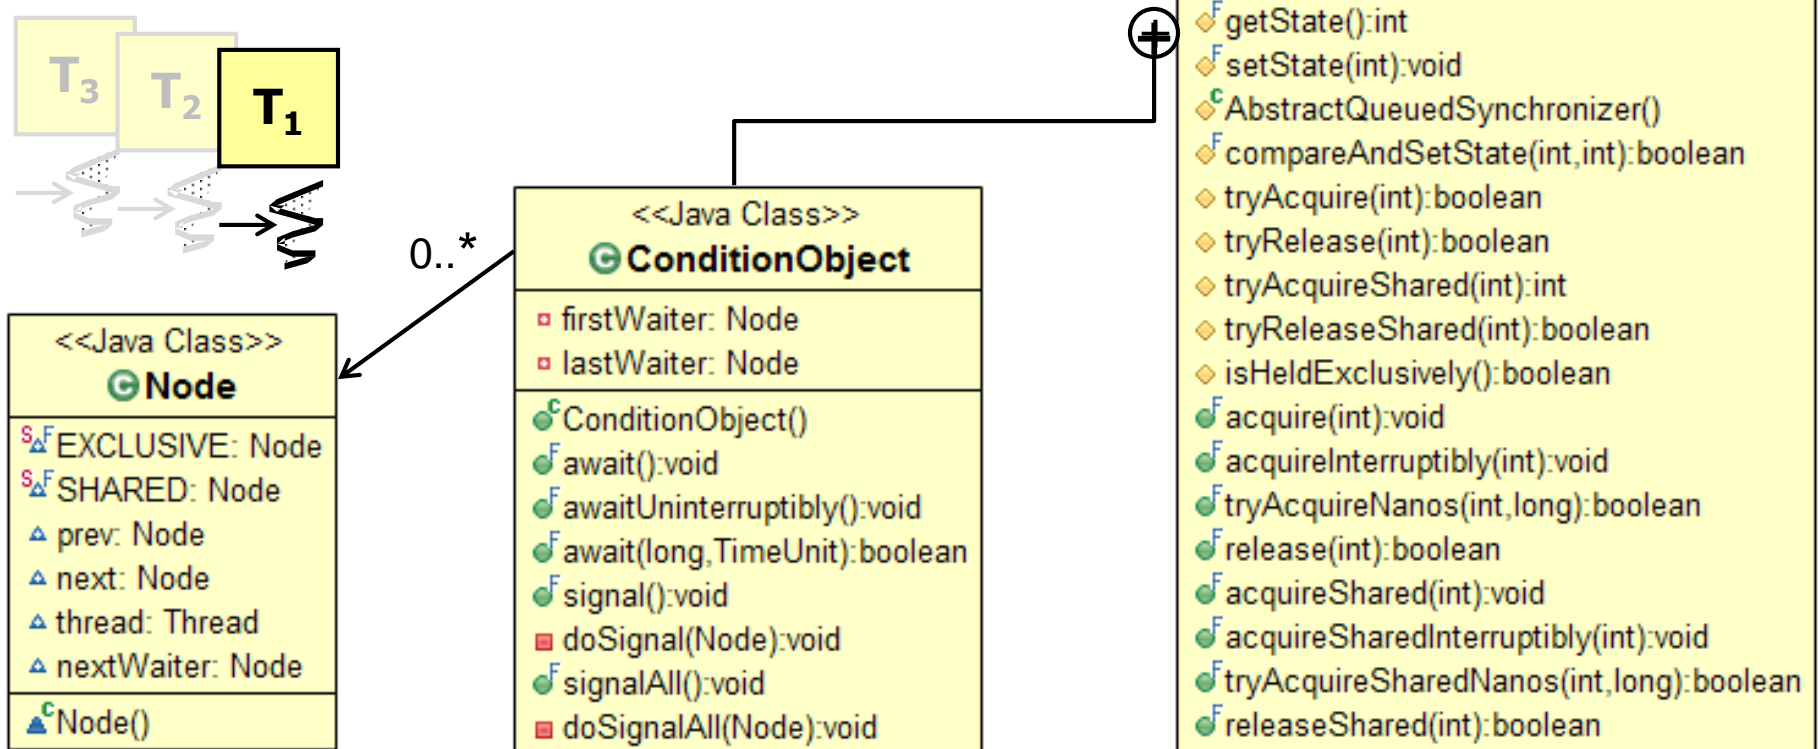 T3
T2
T1
0..*
<<Java Class>>
Node
EXCLUSIVE: Node
SHARED: Node
prev: Node
next: Node
thread: Thread
nextWaiter: Node
Node()
<<Java Class>>
ConditionObject
firstWaiter: Node
lastWaiter: Node
ConditionObject()
await():void
awaitUninterruptibly():void
await(long,TimeUnit):boolean
signal():void
doSignal(Node):void
signalAll():void
doSignalAll(Node):void
getState():int
setState(int):void
AbstractQueuedSynchronizer()
compareAndSetState(int,int):boolean
tryAcquire(int):boolean
tryRelease(int):boolean
tryAcquireShared(int):int
tryReleaseShared(int):boolean
isHeldExclusively():boolean
acquire(int):void
acquireInterruptibly(int):void
tryAcquireNanos(int,long):boolean
release(int):boolean
acquireShared(int):void
acquireSharedInterruptibly(int):void
tryAcquireSharedNanos(int,long):boolean
releaseShared(int):boolean